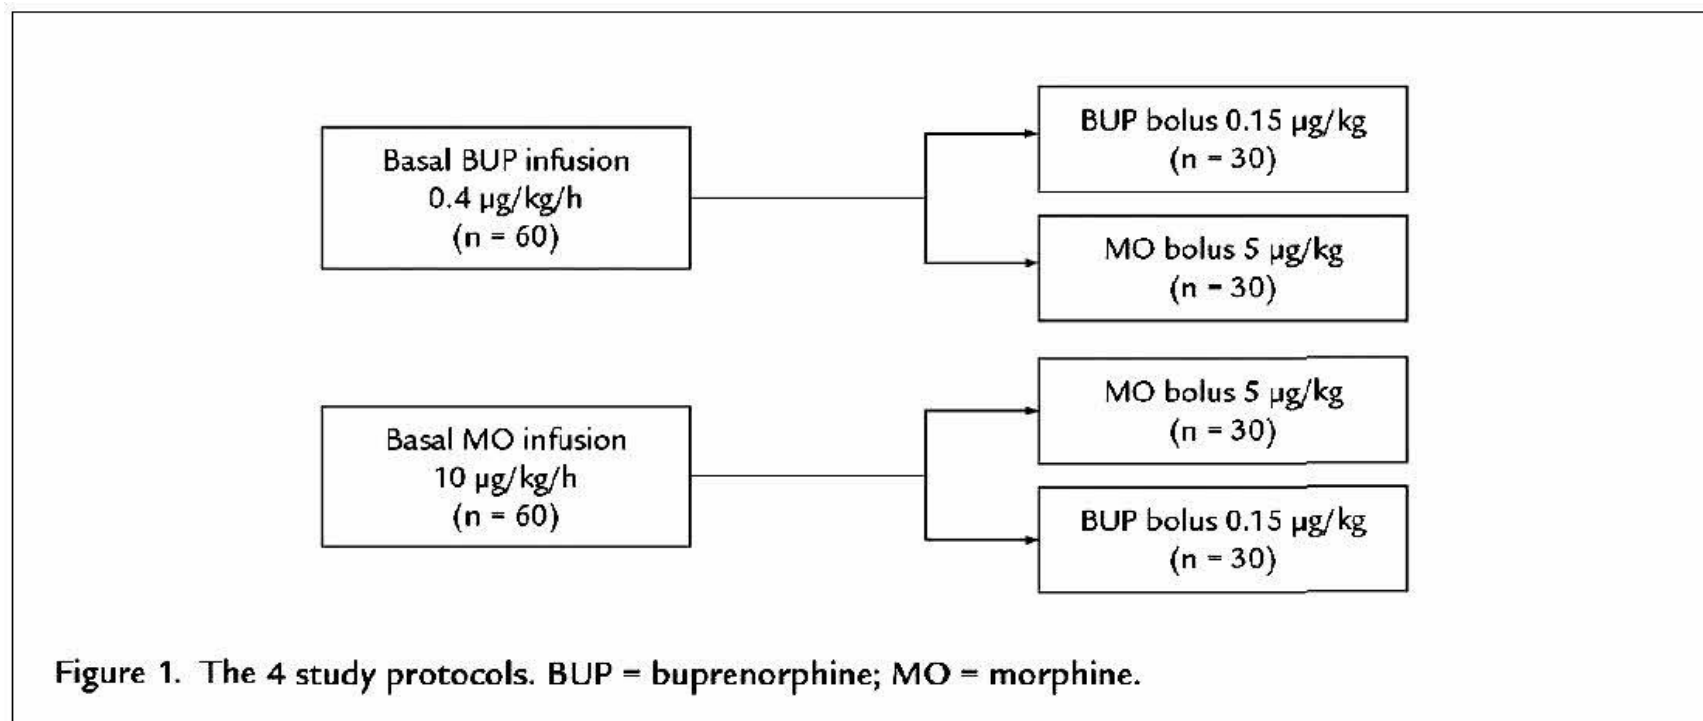 Basal BUP infusion
0.4 µg/kg/h
(n = 60)
BUP bolus 0.15 µg/kg
(n = 30)
MO bolus 5 µg/kg
(n = 30)
Basal MO infusion
10 µg/kg/h
(n = 60)
MO bolus 5 µg/kg
(n = 30)
BUP bolus 0.15 µg/kg
(n = 30)
Figure 1. The 4 study protocols. BUP = buprenorphine; MO = morphine.